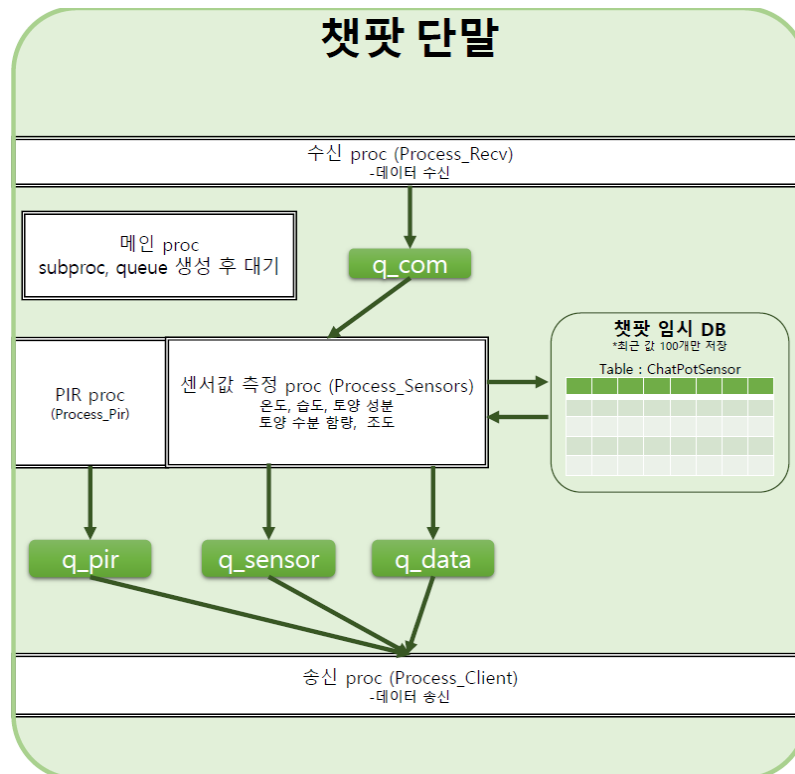 챗팟 단말
수신 proc (Process_Recv)
-데이터 수신
메인 proc
subproc, queue 생성 후 대기
q_com
PIR proc
(Process_Pir)
센서값 측정 proc (Process_Sensors)
온도, 습도, 토양 성분
토양 수분 함량, 조도
챗팟 임시 DB
*최근 값 100개만 저장
Table : ChatPotSensor
q_pir
q_sensor
q_data
송신 proc (Process_Client)
-데이터 송신